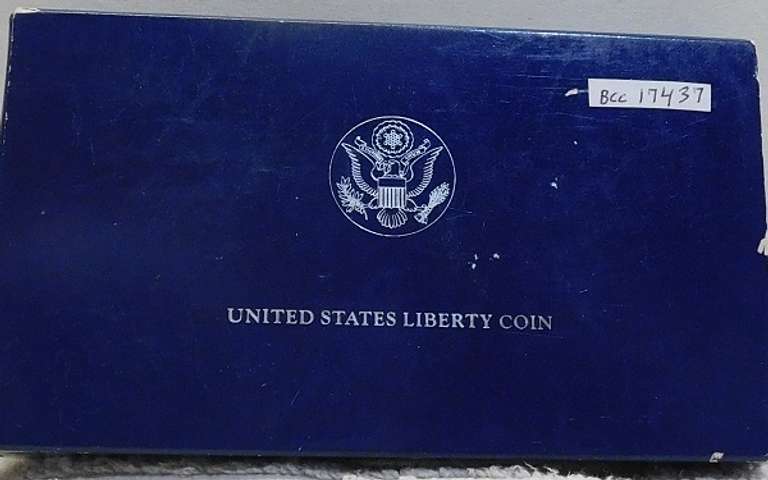 BCC 17437
UNITED STATES LIBERTY COIN